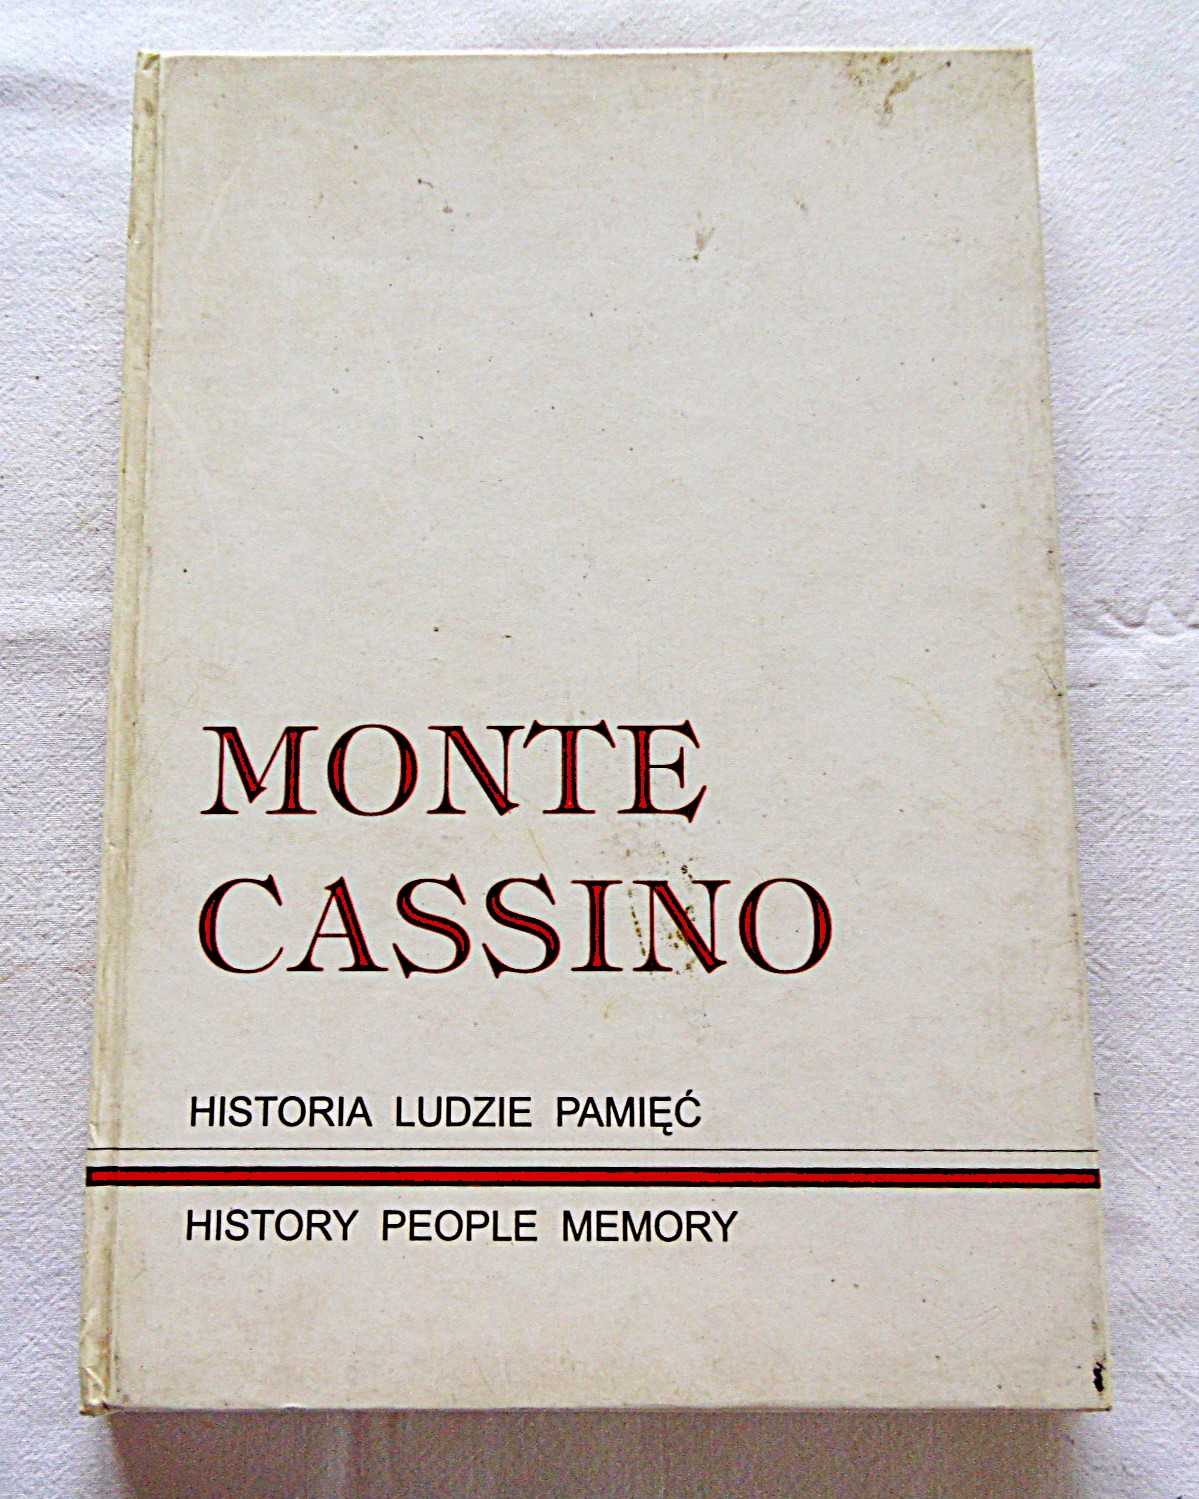 MONTE
CASSINO
HISTORIA LUDZIE PAMIĘĆ
HISTORY PEOPLE MEMORY